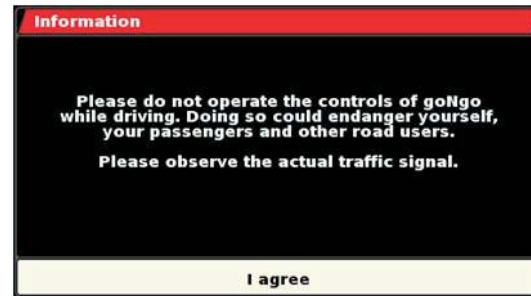 Information
Please do not operate the controls of goNgo
while driving. Doing so could endanger yourself,
your passengers and other road users.
Please observe the actual traffic signal.
I agree